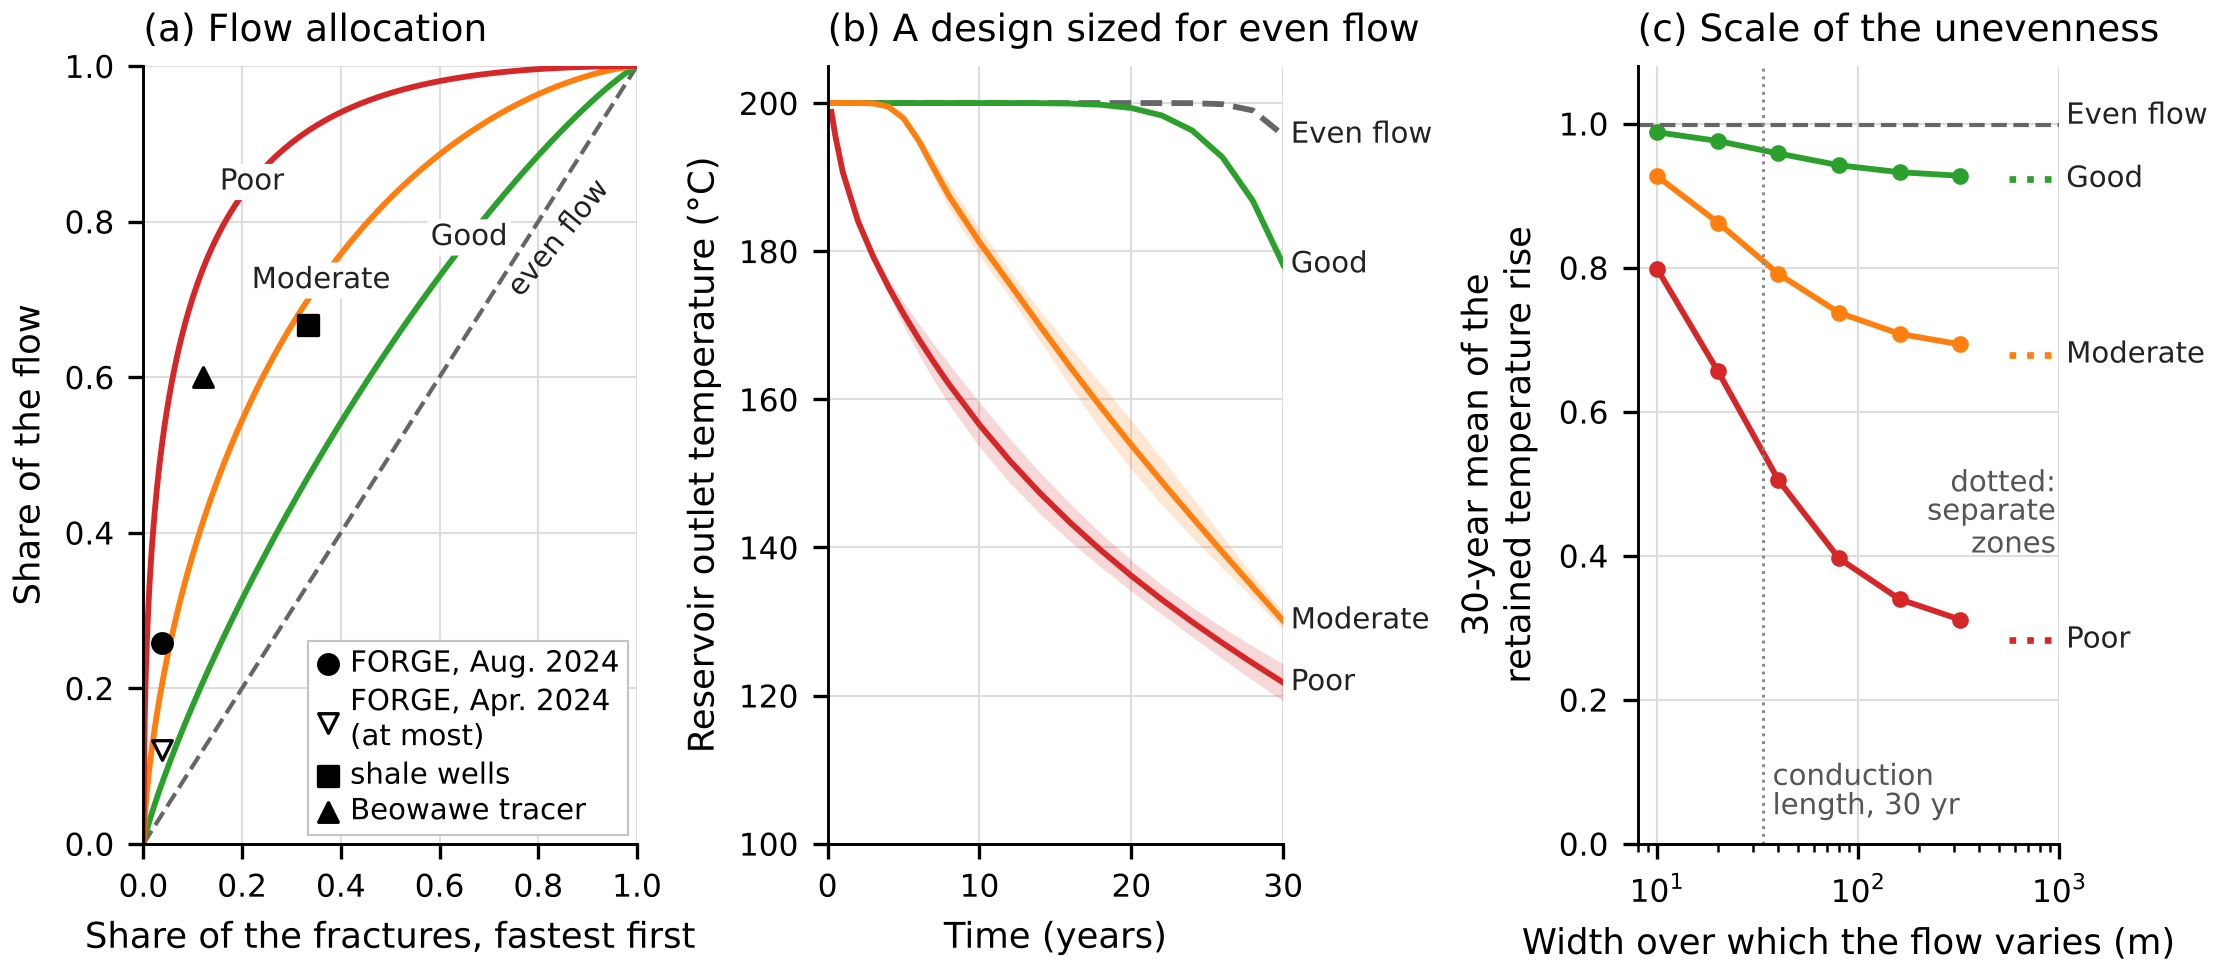 (a) Flow allocation
Share of the flow
1.0
0.8
0.6
0.4
0.2
0.0
Poor
Moderate
Good
even flow
FORGE, Aug. 2024
FORGE, Apr. 2024
(at most)
shale wells
Beowawe tracer
0.0 0.2 0.4 0.6 0.8 1.0
Share of the fractures, fastest first
(b) A design sized for even flow
Reservoir outlet temperature (°C)
200
180
160
140
120
100
Even flow
Good
Moderate
Poor
0 10 20 30
Time (years)
(c) Scale of the unevenness
30-year mean of the
retained temperature rise
1.0
0.8
0.6
0.4
0.2
0.0
Even flow
Good
Moderate
Poor
dotted:
separate
zones
conduction
length, 30 yr
10¹ 10² 10³
Width over which the flow varies (m)